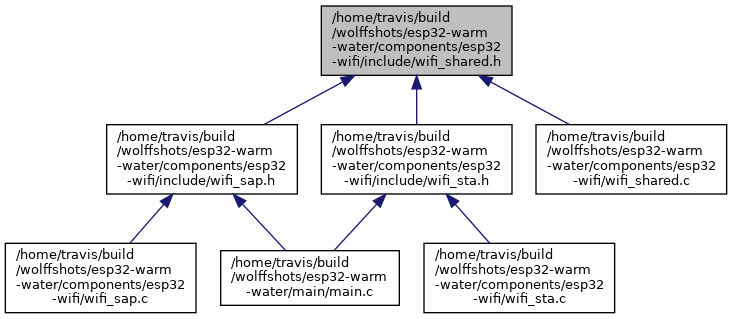 /home/travis/build
/wolffshots/esp32-warm
-water/components/esp32
-wifi/include/wifi_shared.h
/home/travis/build
/wolffshots/esp32-warm
-water/components/esp32
-wifi/include/wifi_sap.h
/home/travis/build
/wolffshots/esp32-warm
-water/components/esp32
-wifi/include/wifi_sta.h
/home/travis/build
/wolffshots/esp32-warm
-water/components/esp32
-wifi/wifi_shared.c
/home/travis/build
/wolffshots/esp32-warm
-water/components/esp32
-wifi/wifi_sap.c
/home/travis/build
/wolffshots/esp32-warm
-water/main/main.c
/home/travis/build
/wolffshots/esp32-warm
-water/components/esp32
-wifi/wifi_sta.c